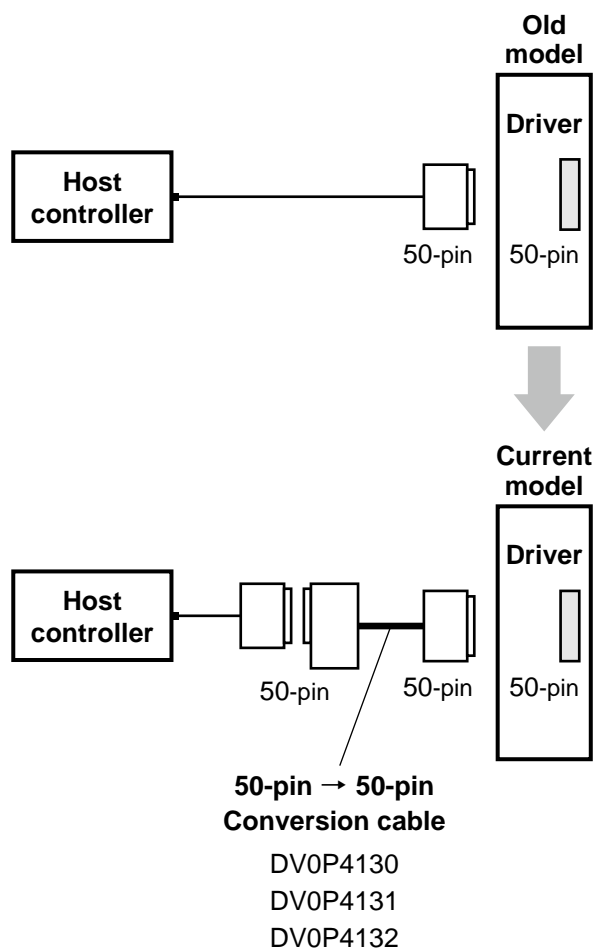 Old
model
Driver
Host
controller
50-pin
50-pin
Current
model
Driver
Host
controller
50-pin
50-pin
50-pin
50-pin → 50-pin
Conversion cable
DV0P4130
DV0P4131
DV0P4132